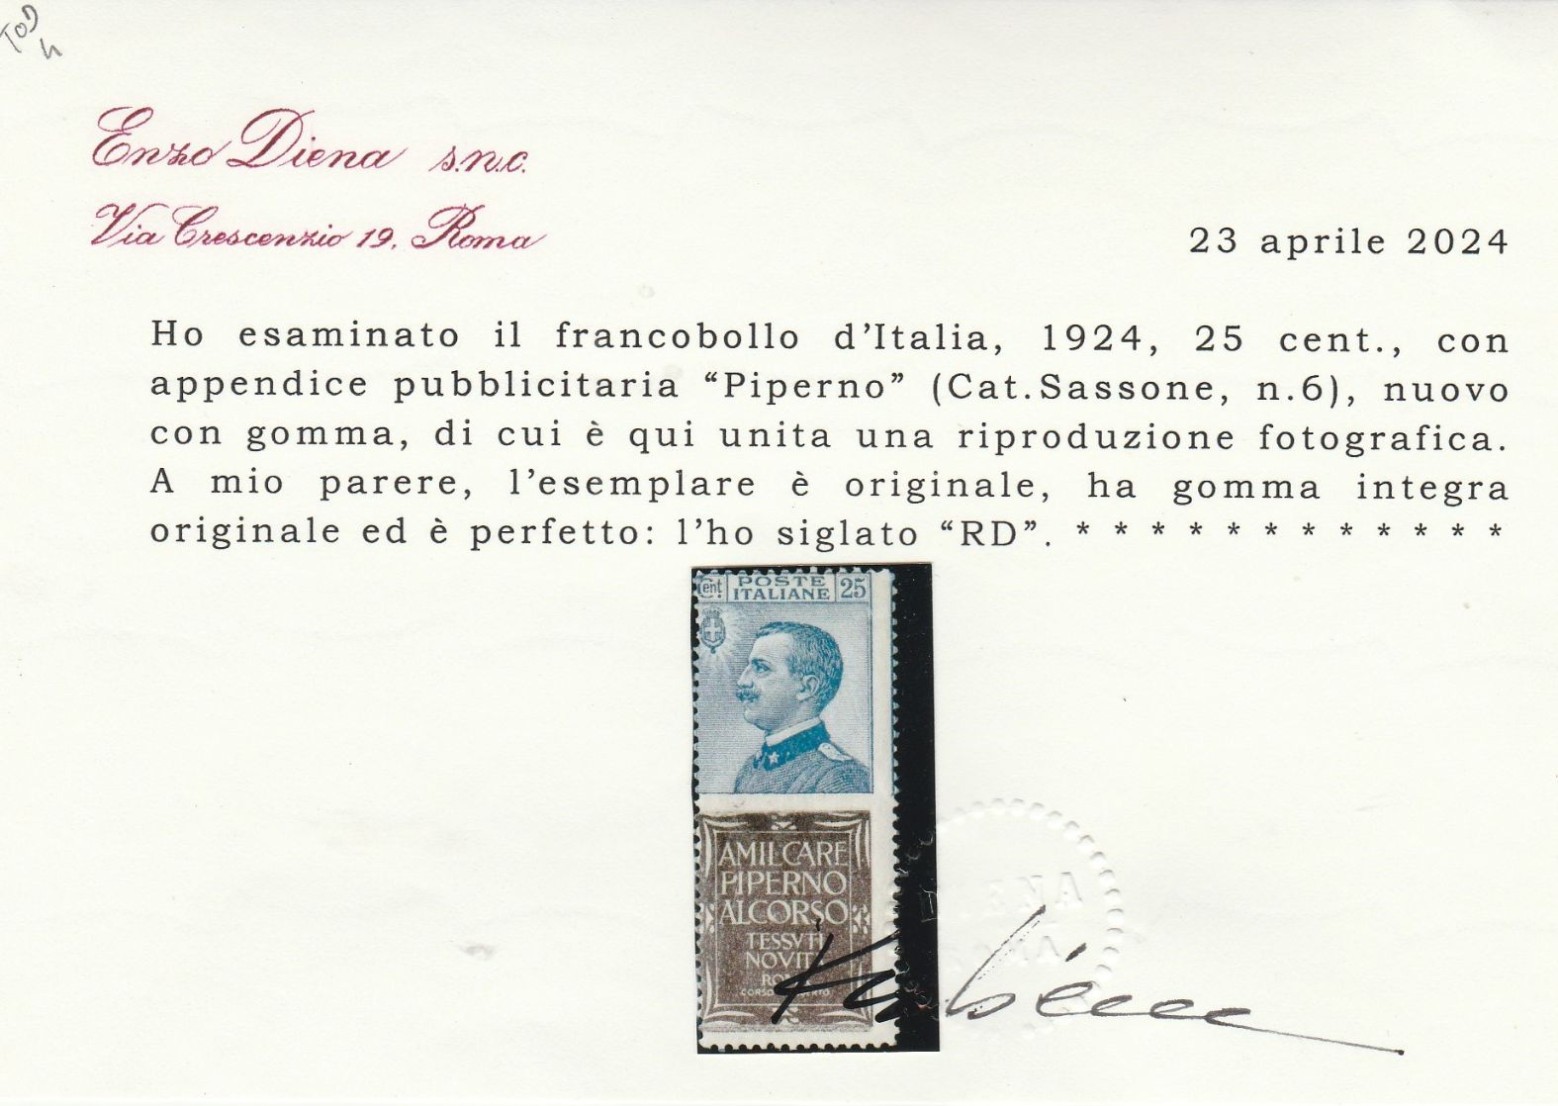 TOD
Enzo Diena s.n.c.
Via Crescenzio 19, Roma
23 aprile 2024
Ho esaminato il francobollo d'Italia, 1924, 25 cent., con
appendice pubblicitaria “Piperno” (Cat.Sassone, n.6), nuovo
con gomma, di cui è qui unita una riproduzione fotografica.
A mio parere, l'esemplare è originale, ha gomma integra
originale ed è perfetto: l'ho siglato “RD”. * * * * * * * * * * * *
Cent. POSTE ITALIANE 25
AMILCARE
PIPERNO
ALCORSO
TESSVTI
NOVIT